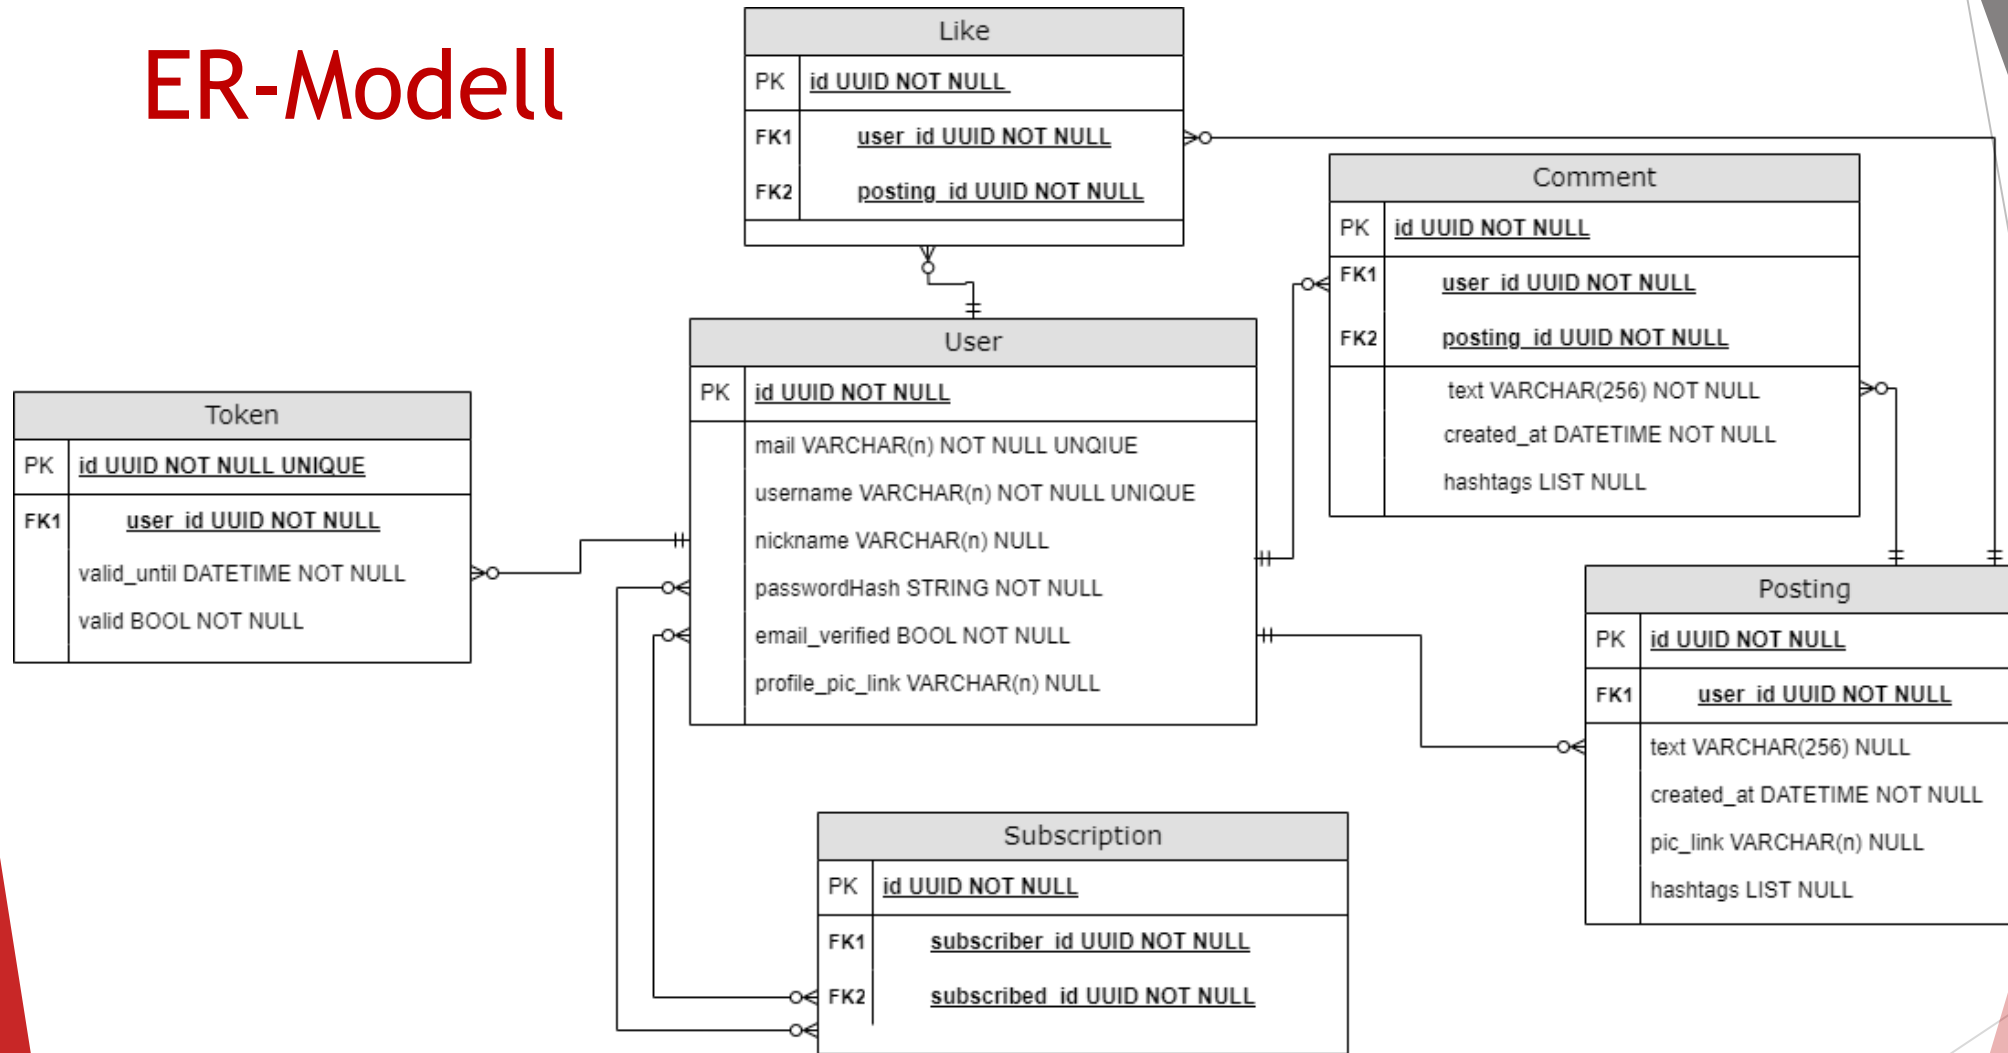 ER-Modell
Like
PK id UUID NOT NULL
FK1 user_id UUID NOT NULL
FK2 posting_id UUID NOT NULL
Comment
PK id UUID NOT NULL
FK1 user_id UUID NOT NULL
FK2 posting_id UUID NOT NULL
text VARCHAR(256) NOT NULL
created_at DATETIME NOT NULL
hashtags LIST NULL
User
PK id UUID NOT NULL
mail VARCHAR(n) NOT NULL UNQIUE
username VARCHAR(n) NOT NULL UNIQUE
nickname VARCHAR(n) NULL
passwordHash STRING NOT NULL
email_verified BOOL NOT NULL
profile_pic_link VARCHAR(n) NULL
Token
PK id UUID NOT NULL UNIQUE
FK1 user_id UUID NOT NULL
valid_until DATETIME NOT NULL
valid BOOL NOT NULL
Posting
PK id UUID NOT NULL
FK1 user_id UUID NOT NULL
text VARCHAR(256) NULL
created_at DATETIME NOT NULL
pic_link VARCHAR(n) NULL
hashtags LIST NULL
Subscription
PK id UUID NOT NULL
FK1 subscriber_id UUID NOT NULL
FK2 subscribed_id UUID NOT NULL